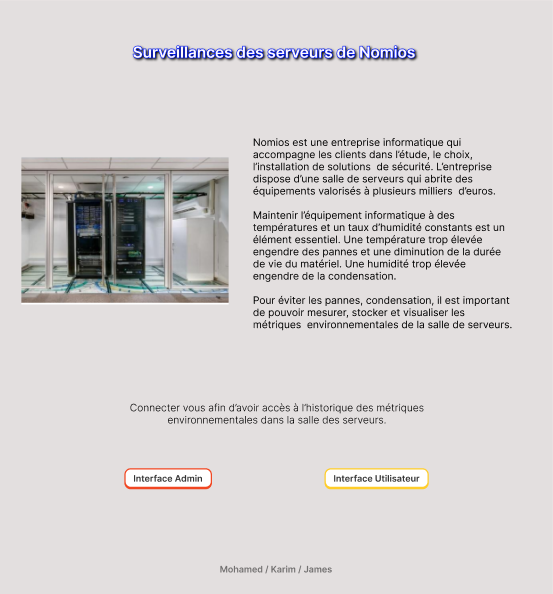 Surveillances des serveurs de Nomios
Nomios est une entreprise informatique qui
accompagne les clients dans l’étude, le choix,
l’installation de solutions  de sécurité. L’entreprise
dispose d’une salle de serveurs qui abrite des
équipements valorisés à plusieurs milliers  d’euros.
Maintenir l’équipement informatique à des
températures et un taux d’humidité constants est un
élément essentiel. Une température trop élevée
engendre des pannes et une diminution de la durée
de vie du matériel. Une humidité trop élevée
engendre de la condensation.
Pour éviter les pannes, condensation, il est important
de pouvoir mesurer, stocker et visualiser les
métriques  environnementales de la salle de serveurs.
Connecter vous afin d’avoir accès à l’historique des métriques
environnementales dans la salle des serveurs.
Interface Admin
Interface Utilisateur
Mohamed / Karim / James